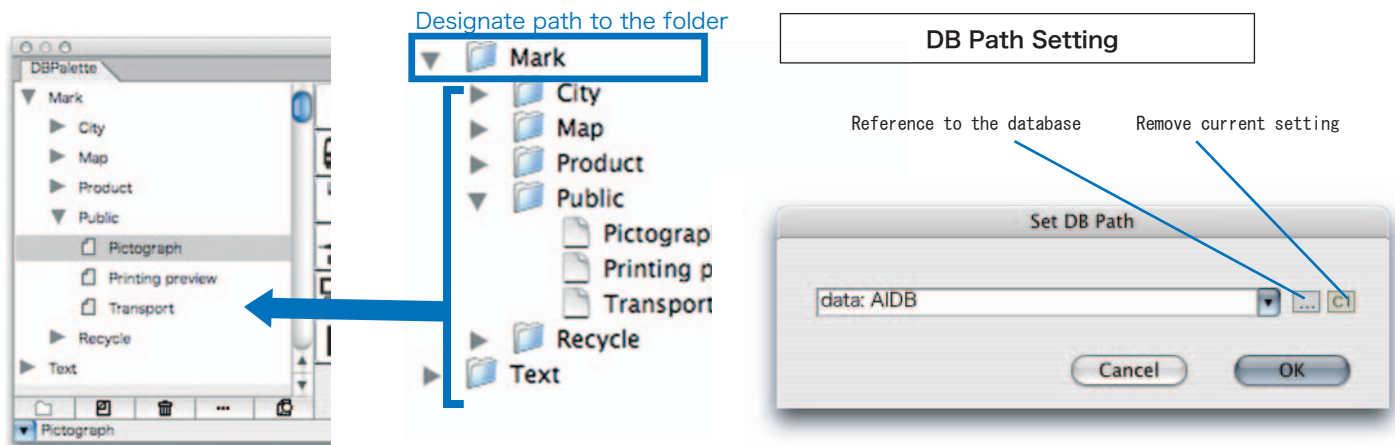 DBPalette
Mark
City
Map
Product
Public
Pictograph
Printing preview
Transport
Recycle
Text
Pictograph
Designate path to the folder
Mark
City
Map
Product
Public
Pictograp
Printing p
Transport
Recycle
Text
DB Path Setting
Reference to the database Remove current setting
Set DB Path
data: AIDB
...
Cancel OK